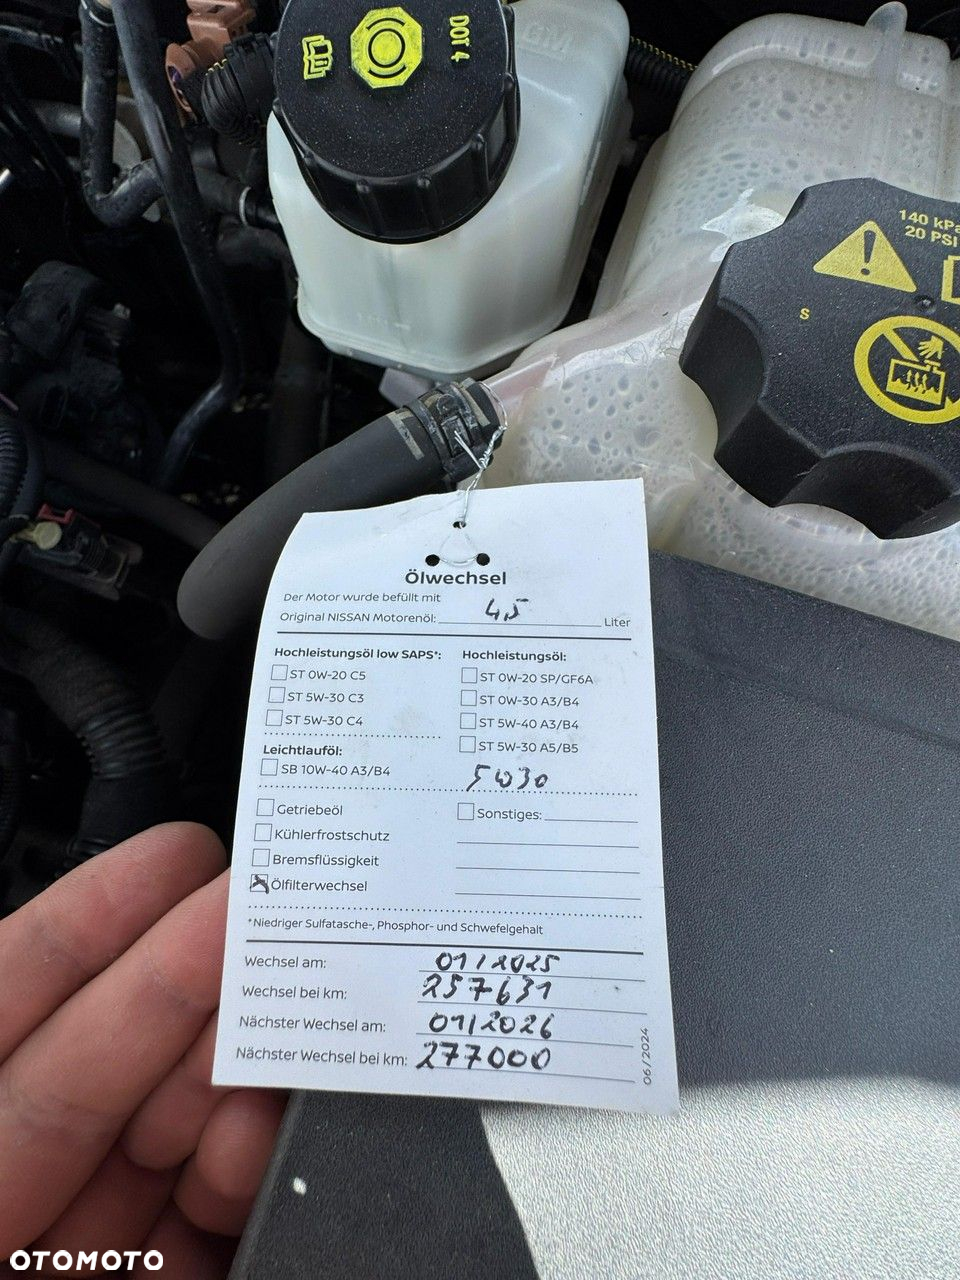 DOT 4
GM
140 kPa
20 PSI
S
Ölwechsel
Der Motor wurde befüllt mit
Original NISSAN Motorenöl: 4,5 Liter
Hochleistungsöl low SAPS*:
ST 0W-20 C5
ST 5W-30 C3
ST 5W-30 C4
Leichtlauföl:
SB 10W-40 A3/B4
Hochleistungsöl:
ST 0W-20 SP/GF6A
ST 0W-30 A3/B4
ST 5W-40 A3/B4
ST 5W-30 A5/B5
5W30
Getriebeöl
Kühlerfrostschutz
Bremsflüssigkeit
Ölfilterwechsel
Sonstiges:
*Niedriger Sulfatasche-, Phosphor- und Schwefelgehalt
Wechsel am: 01/2025
Wechsel bei km: 257631
Nächster Wechsel am: 01/2026
Nächster Wechsel bei km: 277000
06/2024
OTOMOTO